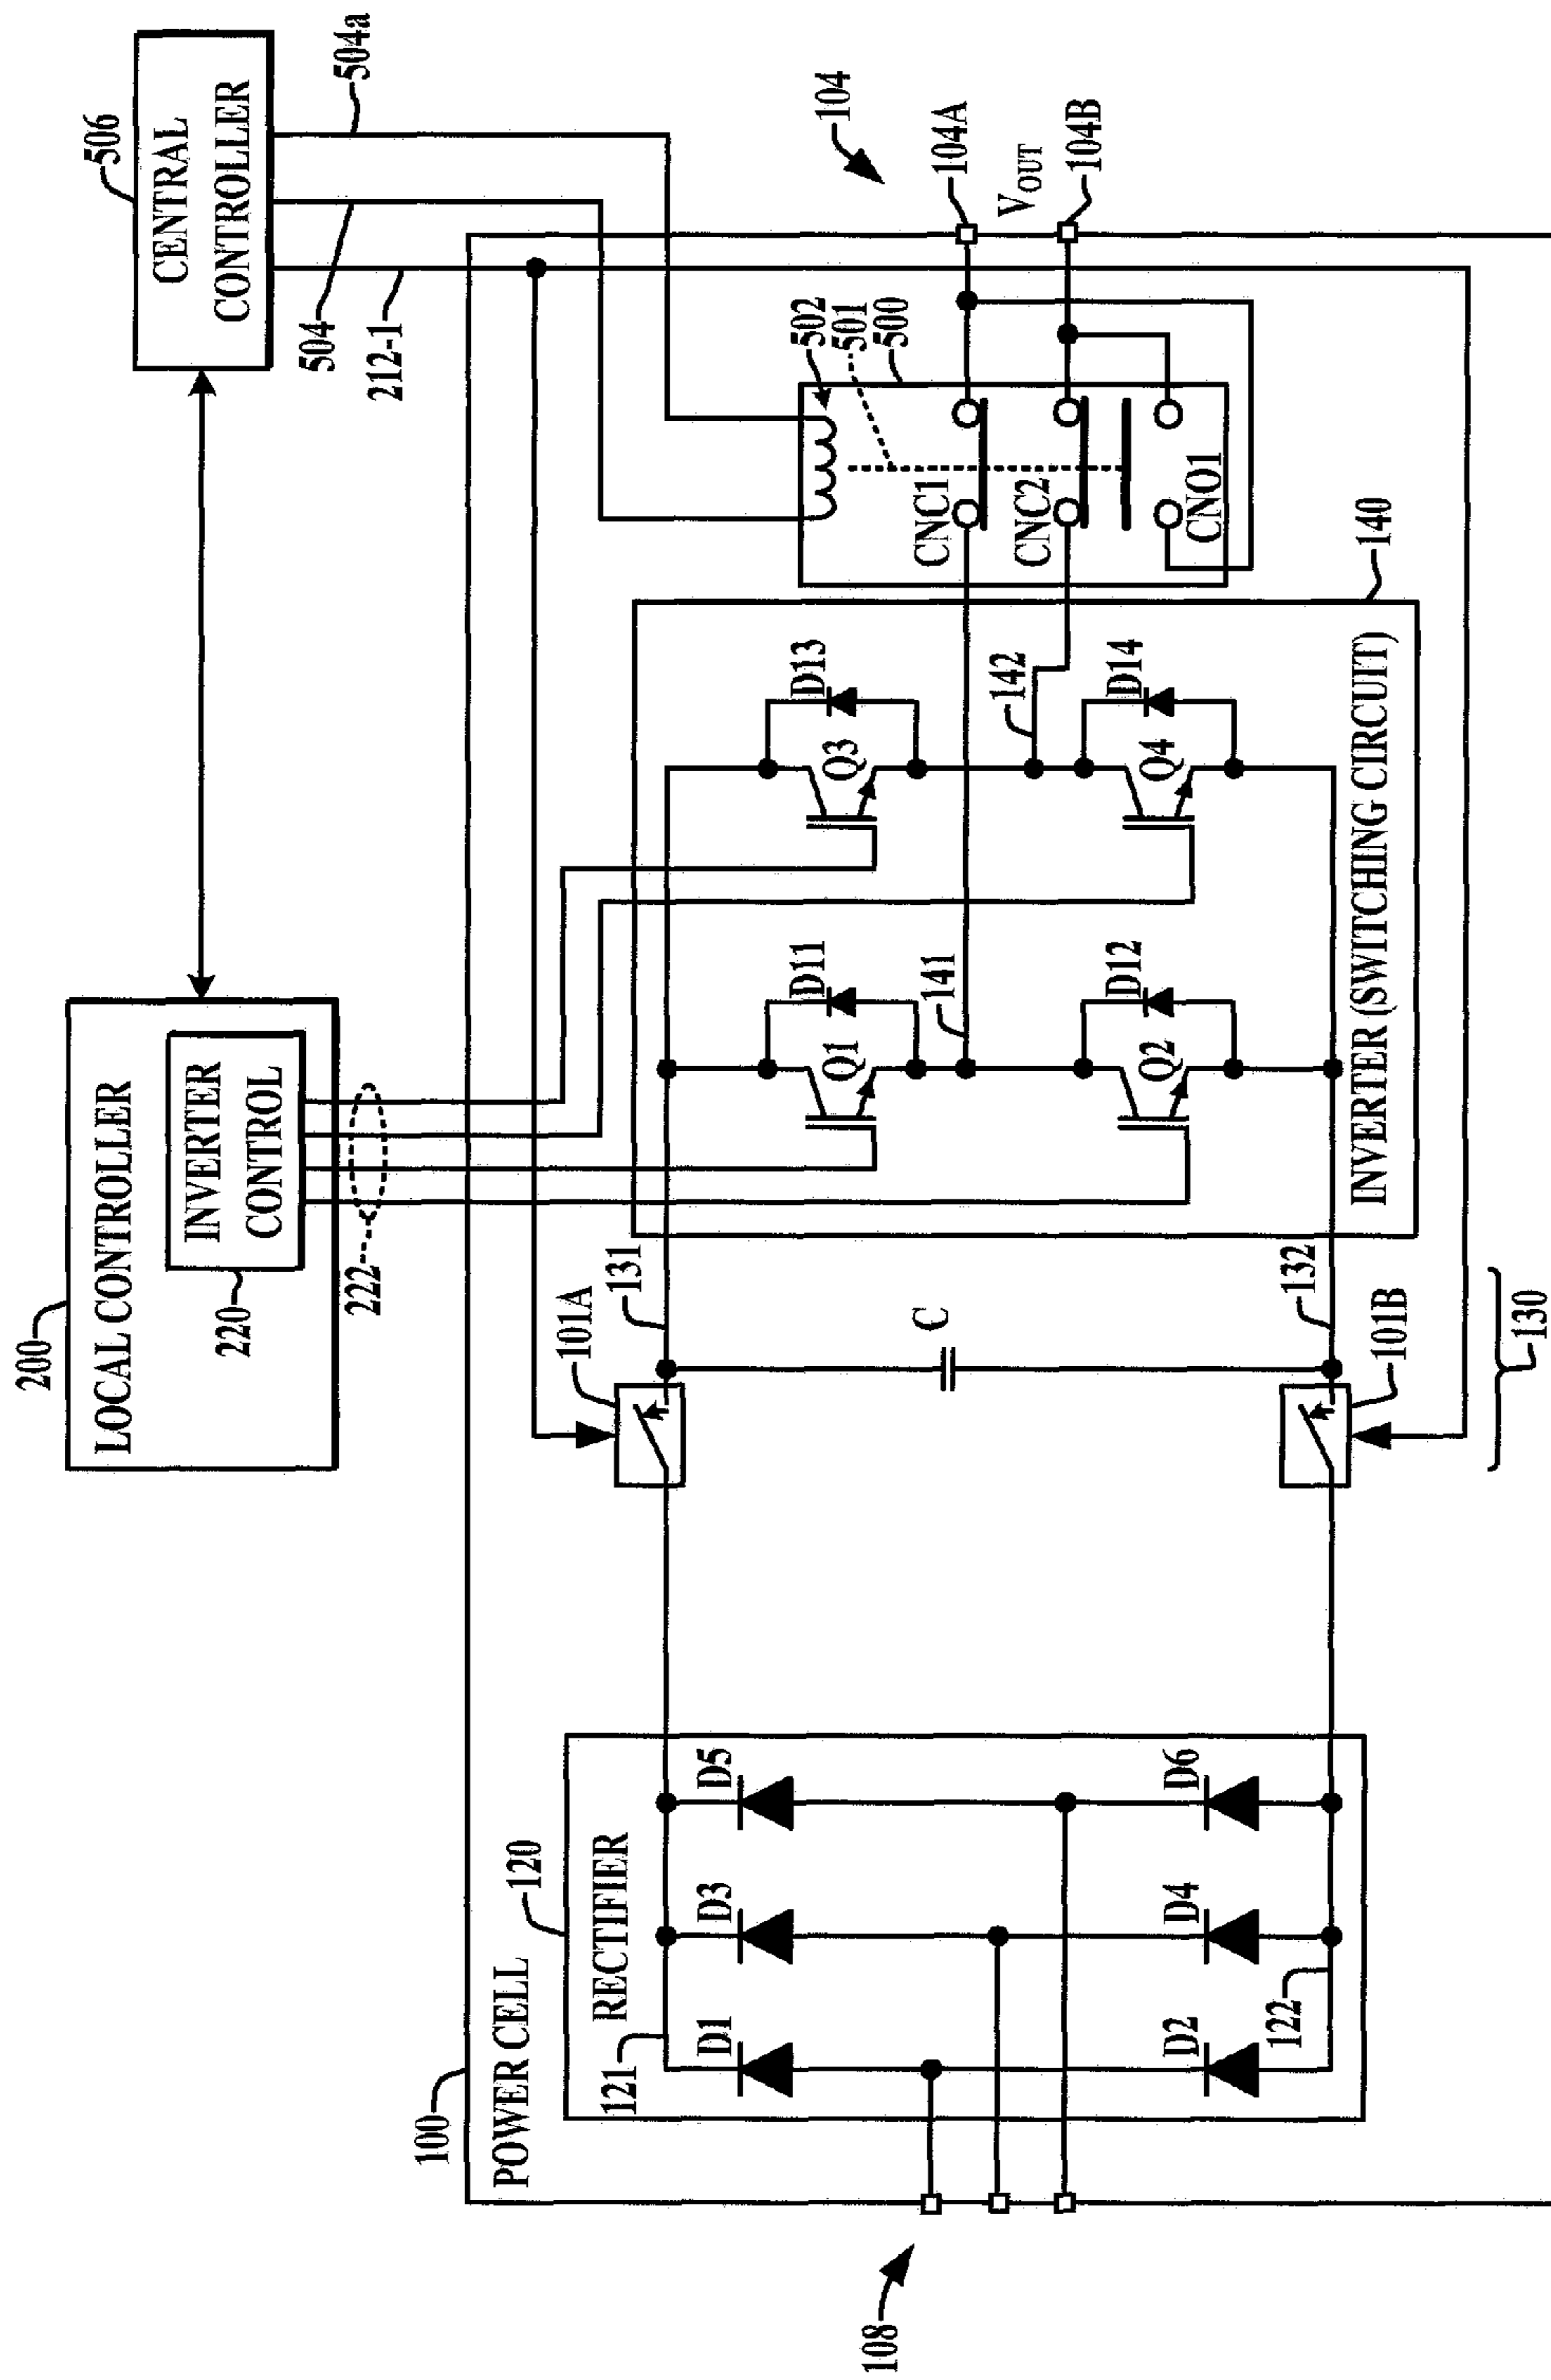 200
LOCAL CONTROLLER
INVERTER
CONTROL
220
222
506
CENTRAL
CONTROLLER
504a
504
212-1
100
POWER CELL
120
RECTIFIER
121
D1
D3
D5
D2
D4
D6
122
108
101A
131
C
101B
132
130
D11
Q1
141
D12
Q2
D13
Q3
142
D14
Q4
INVERTER (SWITCHING CIRCUIT)
140
502
501
500
CNC1
CNC2
CNO1
104
104A
VOUT
104B